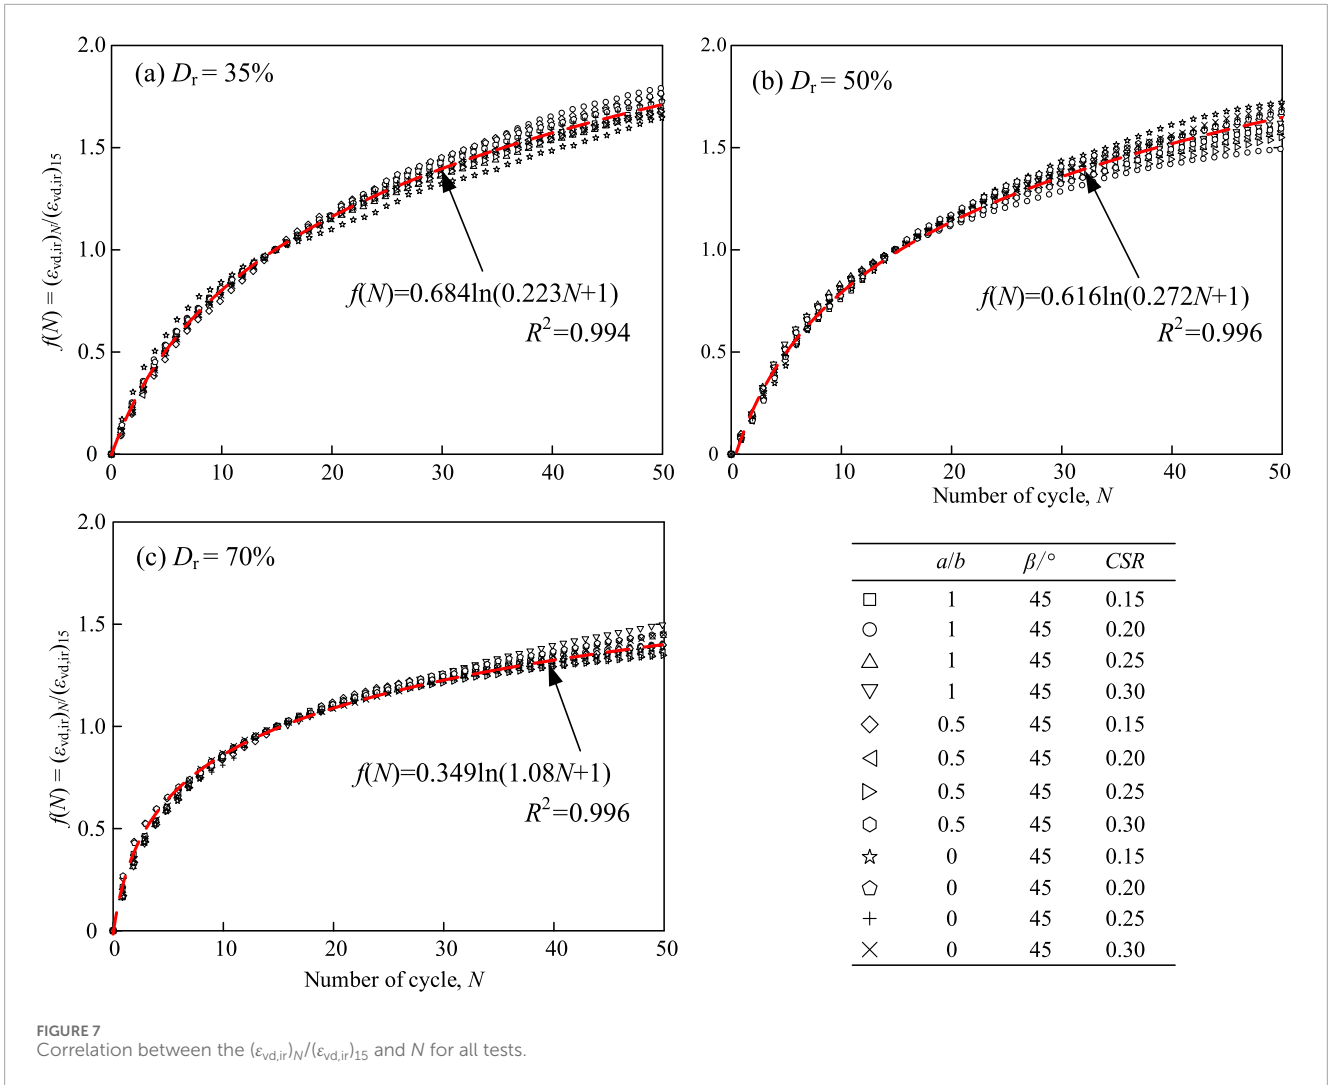 (a) Dr = 35%
2.0
1.5
1.0
0.5
0
f(N) = (εvd,ir)N/(εvd,ir)15
f(N)=0.684ln(0.223N+1)
R²=0.994
0 10 20 30 40 50
(b) Dr = 50%
2.0
1.5
1.0
0.5
0
f(N)=0.616ln(0.272N+1)
R²=0.996
0 10 20 30 40 50
Number of cycle, N
(c) Dr = 70%
2.0
1.5
1.0
0.5
0
f(N) = (εvd,ir)N/(εvd,ir)15
f(N)=0.349ln(1.08N+1)
R²=0.996
0 10 20 30 40 50
Number of cycle, N
a/b β/° CSR
□ 1 45 0.15
○ 1 45 0.20
△ 1 45 0.25
▽ 1 45 0.30
◇ 0.5 45 0.15
◁ 0.5 45 0.20
▷ 0.5 45 0.25
⬡ 0.5 45 0.30
☆ 0 45 0.15
⬠ 0 45 0.20
+ 0 45 0.25
× 0 45 0.30
FIGURE 7
Correlation between the (εvd,ir)N/(εvd,ir)15 and N for all tests.